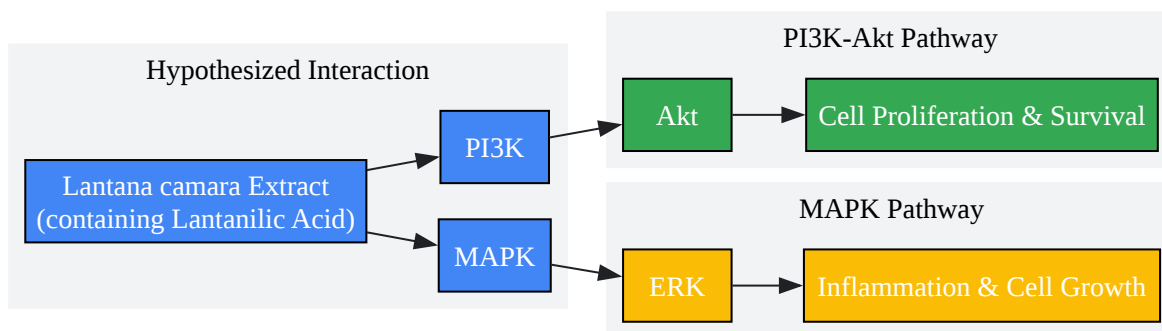 Hypothesized Interaction
Lantana camara Extract
(containing Lantanilic Acid)
PI3K
MAPK
PI3K-Akt Pathway
Akt
Cell Proliferation & Survival
MAPK Pathway
ERK
Inflammation & Cell Growth